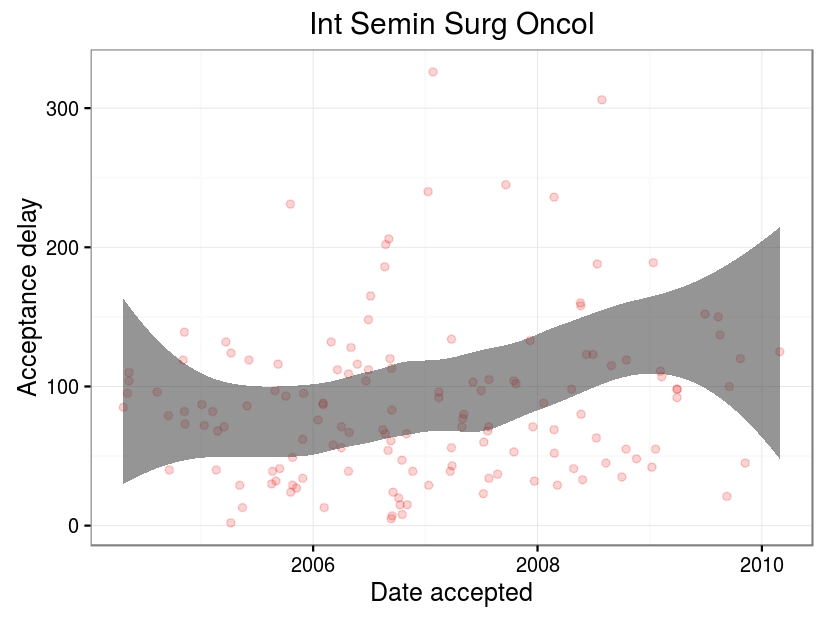 Int Semin Surg Oncol
Acceptance delay
300
200
100
0
2006 2008 2010
Date accepted